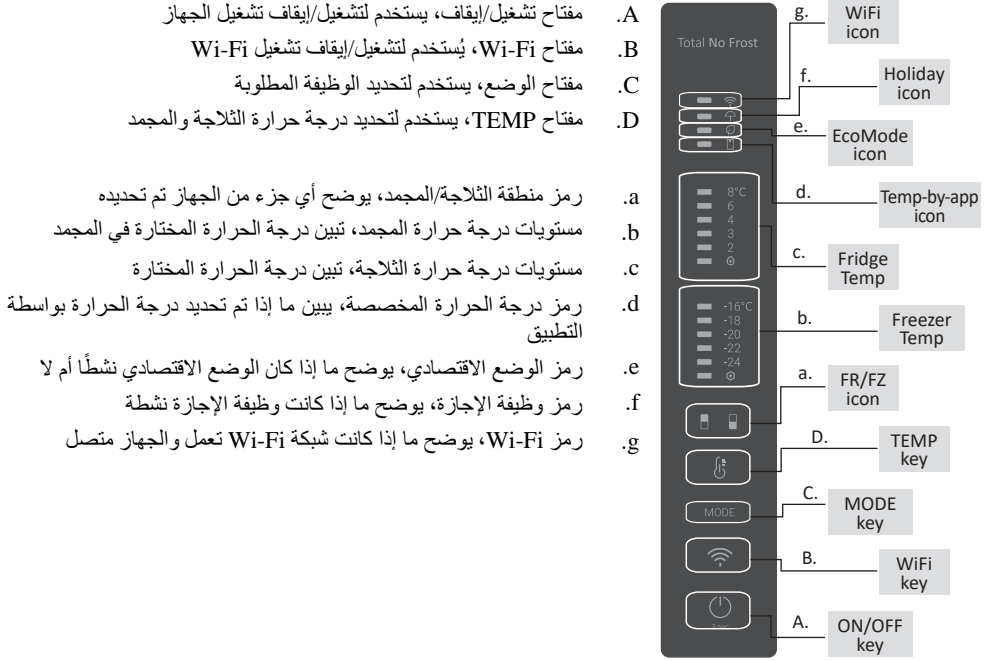 A. مفتاح تشغيل/إيقاف، يستخدم لتشغيل/إيقاف تشغيل الجهاز
B. مفتاح Wi-Fi، يُستخدم لتشغيل/إيقاف تشغيل Wi-Fi
C. مفتاح الوضع، يستخدم لتحديد الوظيفة المطلوبة
D. مفتاح TEMP، يستخدم لتحديد درجة حرارة الثلاجة والمجمد
a. رمز منطقة الثلاجة/المجمد، يوضح أي جزء من الجهاز تم تحديده
b. مستويات درجة حرارة المجمد، تبين درجة الحرارة المختارة في المجمد
c. مستويات درجة حرارة الثلاجة، تبين درجة الحرارة المختارة
d. رمز درجة الحرارة المخصصة، يبين ما إذا تم تحديد درجة الحرارة بواسطة
التطبيق
e. رمز الوضع الاقتصادي، يوضح ما إذا كان الوضع الاقتصادي نشطًا أم لا
f. رمز وظيفة الإجازة، يوضح ما إذا كانت وظيفة الإجازة نشطة
g. رمز Wi-Fi، يوضح ما إذا كانت شبكة Wi-Fi تعمل والجهاز متصل
Total No Frost
8°C
6
4
3
2
-16°C
-18
-20
-22
-24
MODE
3 sec
g. WiFi
icon
f. Holiday
icon
e. EcoMode
icon
d. Temp-by-app
icon
c. Fridge
Temp
b. Freezer
Temp
a. FR/FZ
icon
D. TEMP
key
C. MODE
key
B. WiFi
key
A. ON/OFF
key